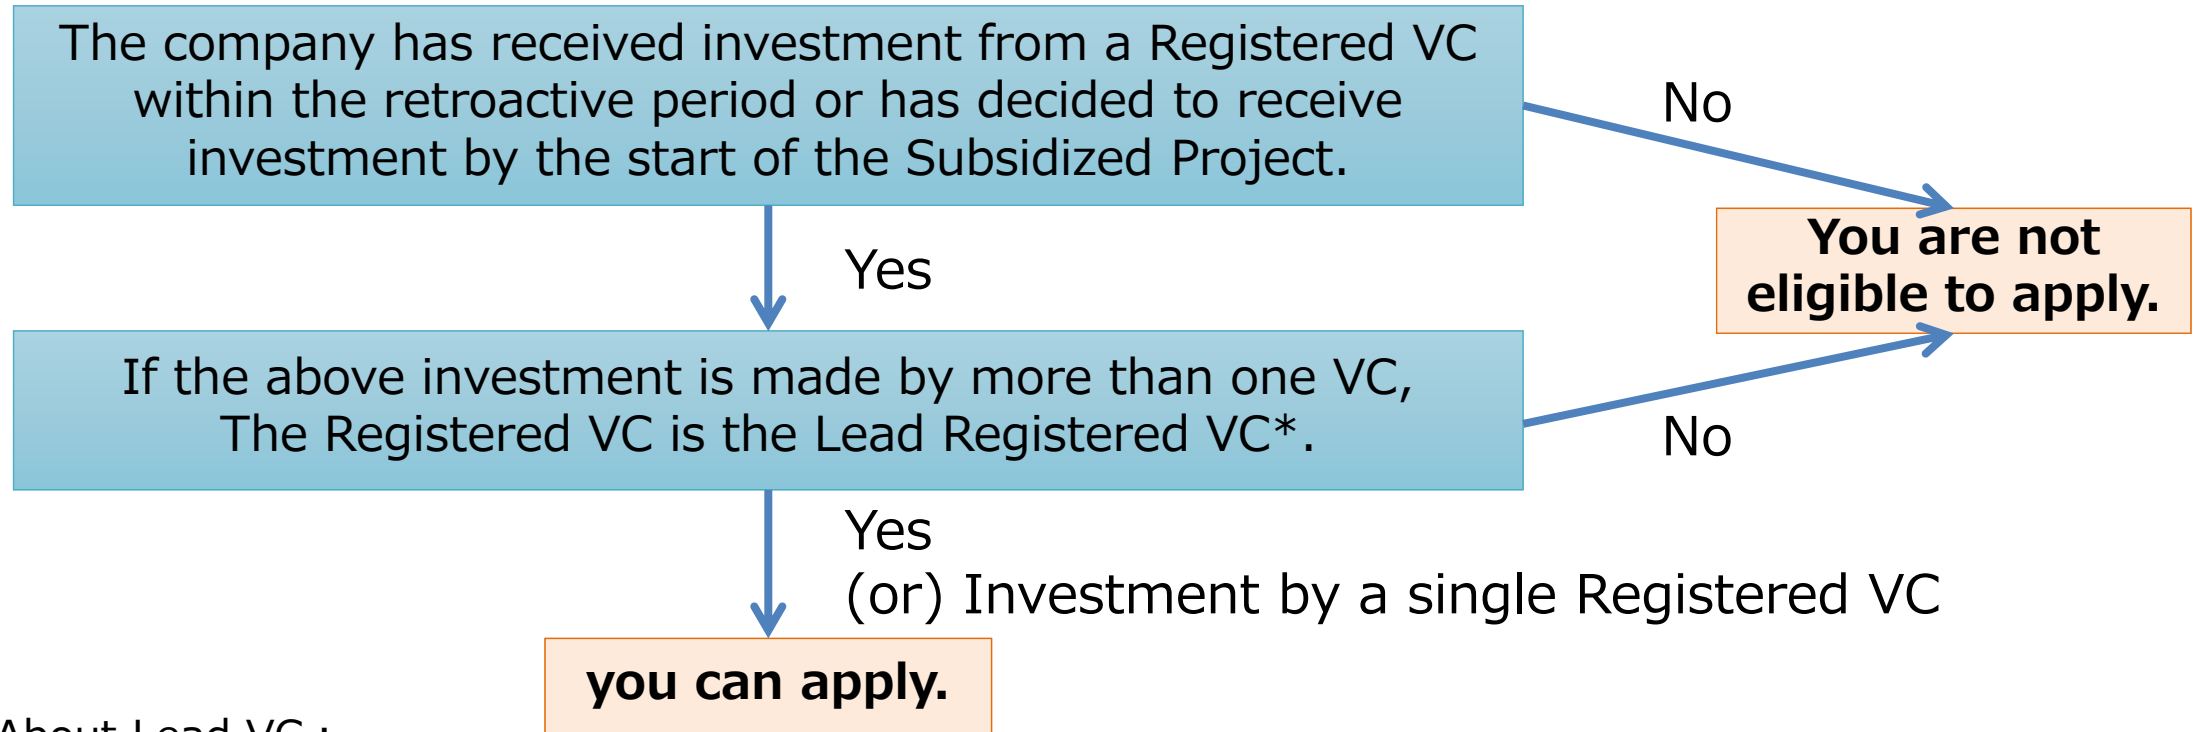 The company has received investment from a Registered VC
within the retroactive period or has decided to receive
investment by the start of the Subsidized Project.
No
Yes
You are not
eligible to apply.
If the above investment is made by more than one VC,
The Registered VC is the Lead Registered VC*.
No
Yes
(or) Investment by a single Registered VC
you can apply.
About Lead VC :